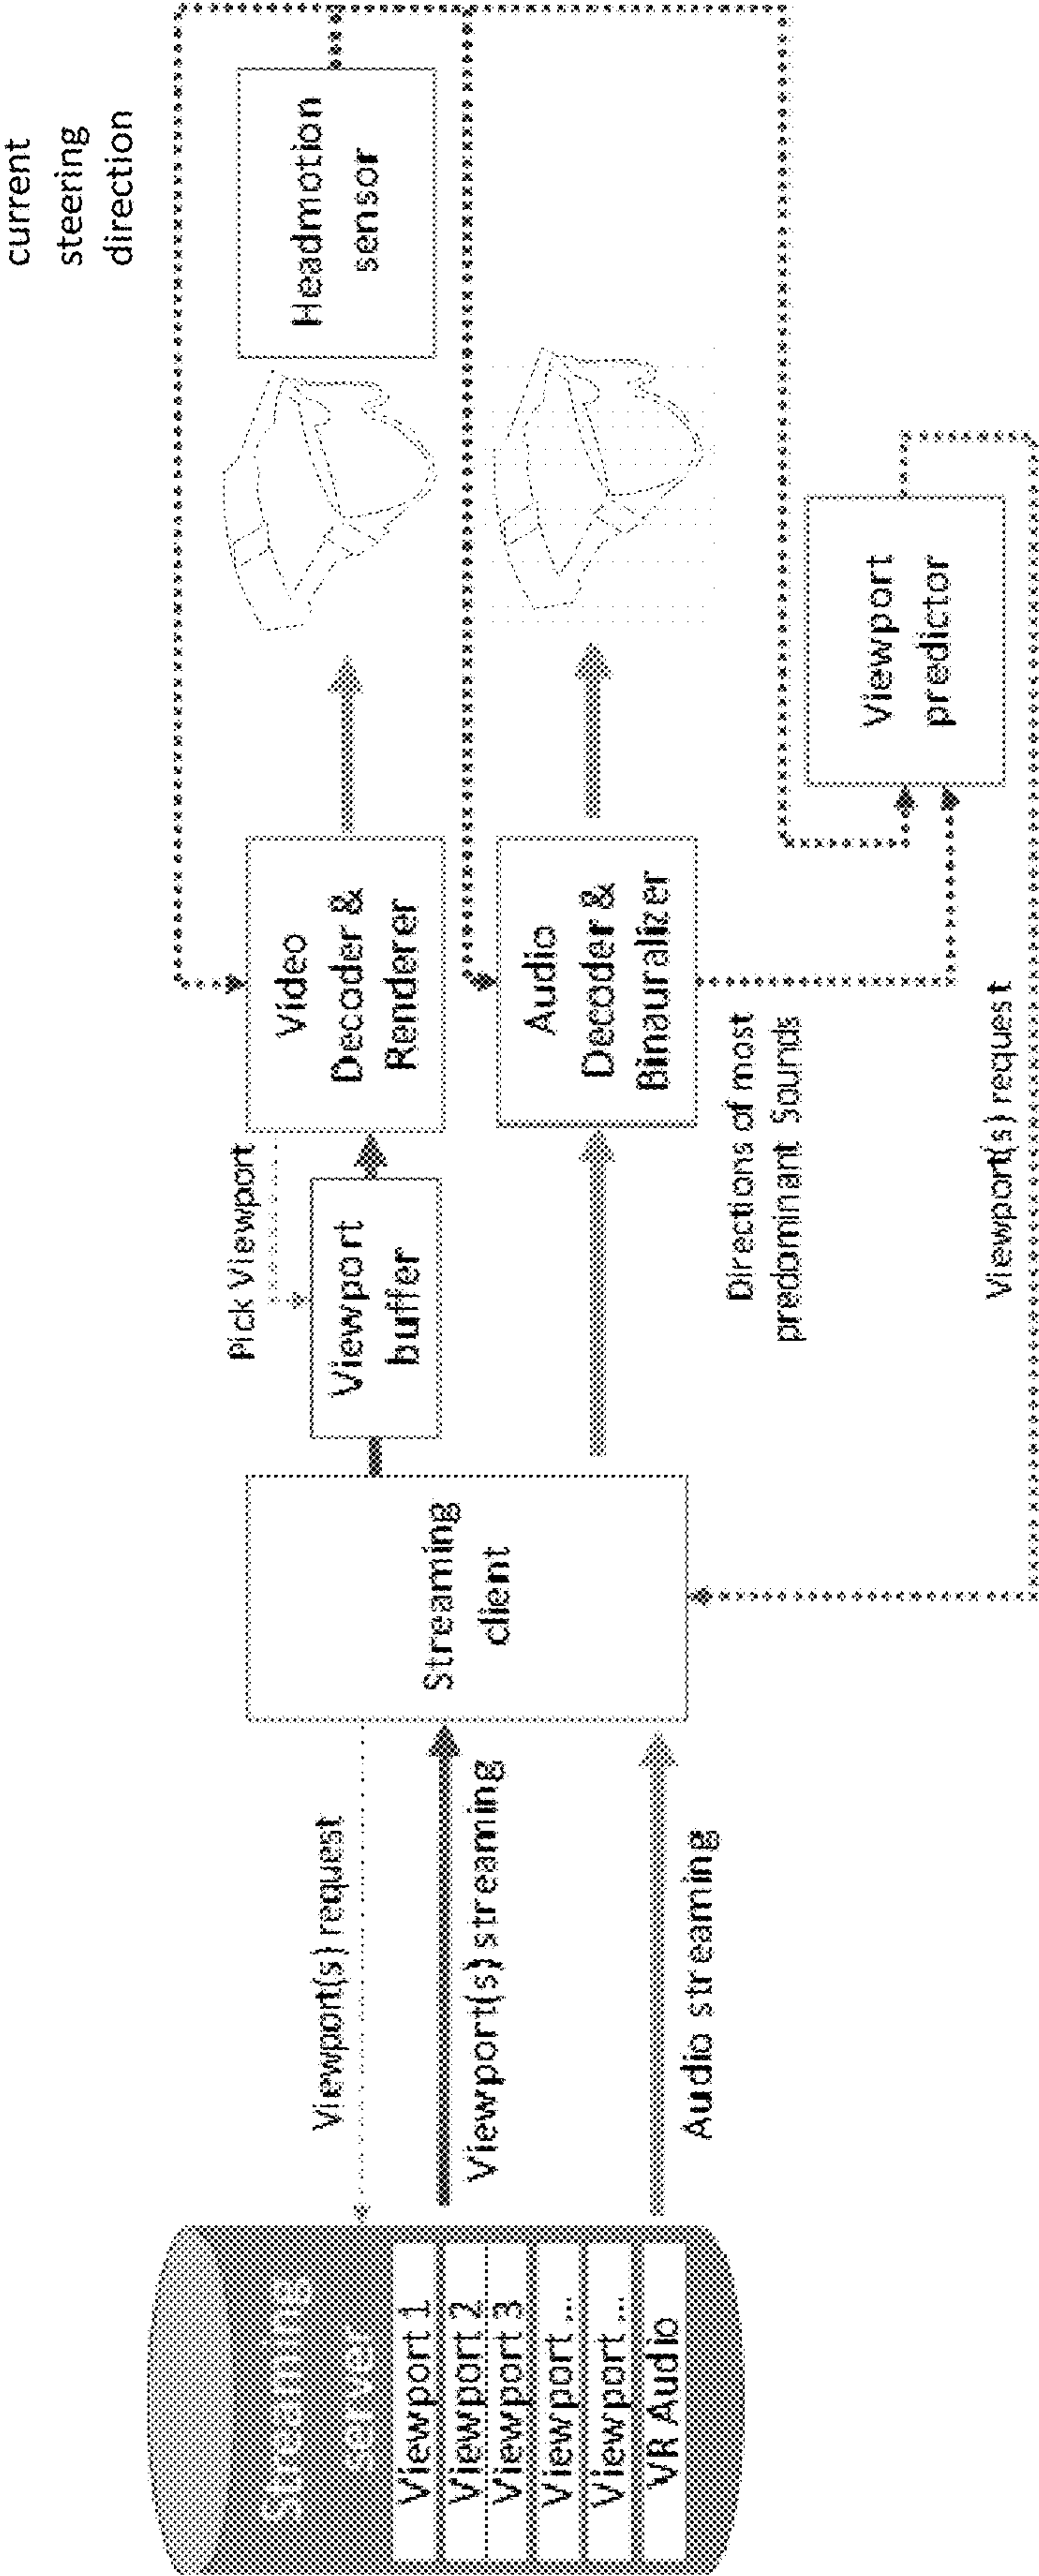 Streaming
server
Viewport 1
Viewport 2
Viewport 3
Viewport ...
Viewport ...
VR Audio
Viewport(s) request
Viewport(s) streaming
Audio streaming
Streaming
client
Pick Viewport
Viewport
buffer
Video
Decoder &
Renderer
Audio
Decoder &
Binauralizer
Directions of most
predominant Sounds
Viewport(s) request
Viewport
predictor
Headmotion
sensor
current
steering
direction